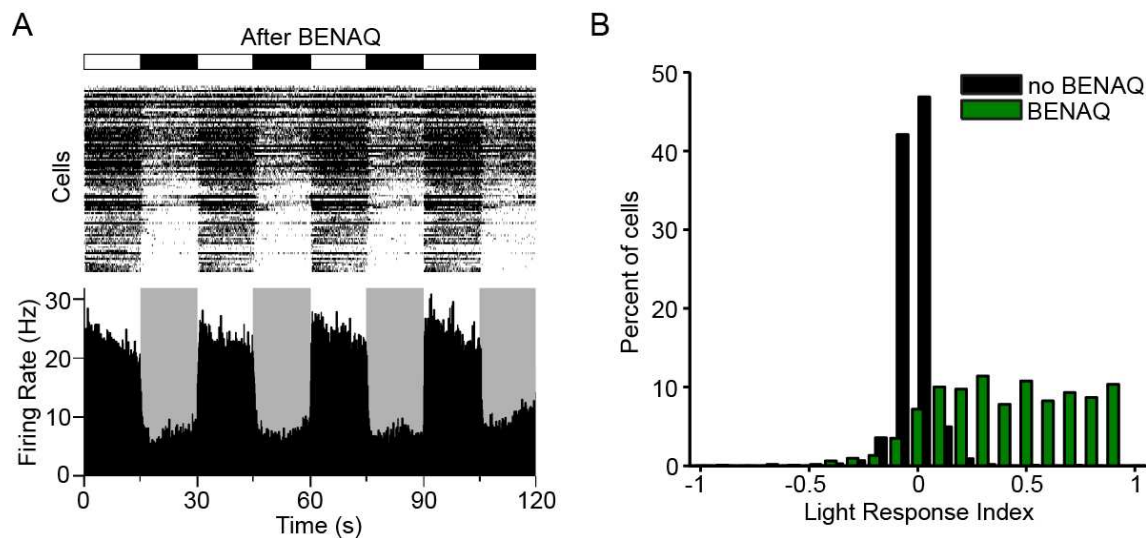 A
After BENAQ
Cells
Firing Rate (Hz)
30
20
10
0
0 30 60 90 120
Time (s)
B
50
40
30
20
10
0
no BENAQ
BENAQ
Percent of cells
-1 -0.5 0 0.5 1
Light Response Index